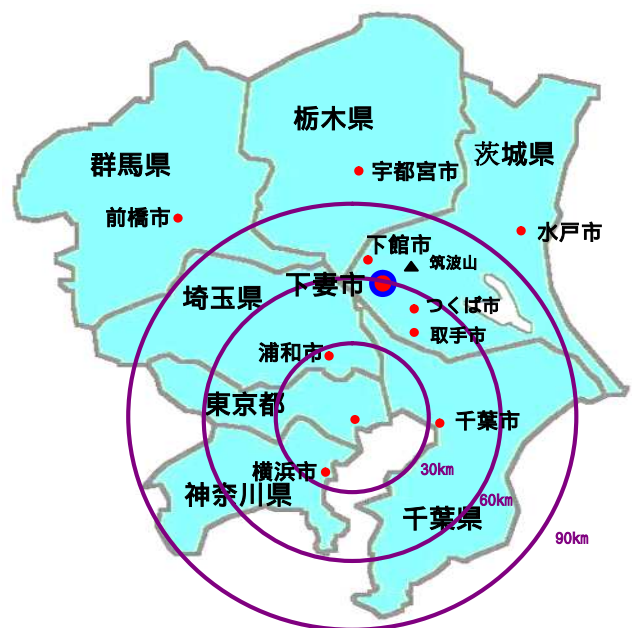 栃木県
茨城県
群馬県
宇都宮市
前橋市
水戸市
下館市
筑波山
下妻市
埼玉県
つくば市
取手市
浦和市
東京都
千葉市
横浜市
30km
神奈川県
60km
千葉県
90km